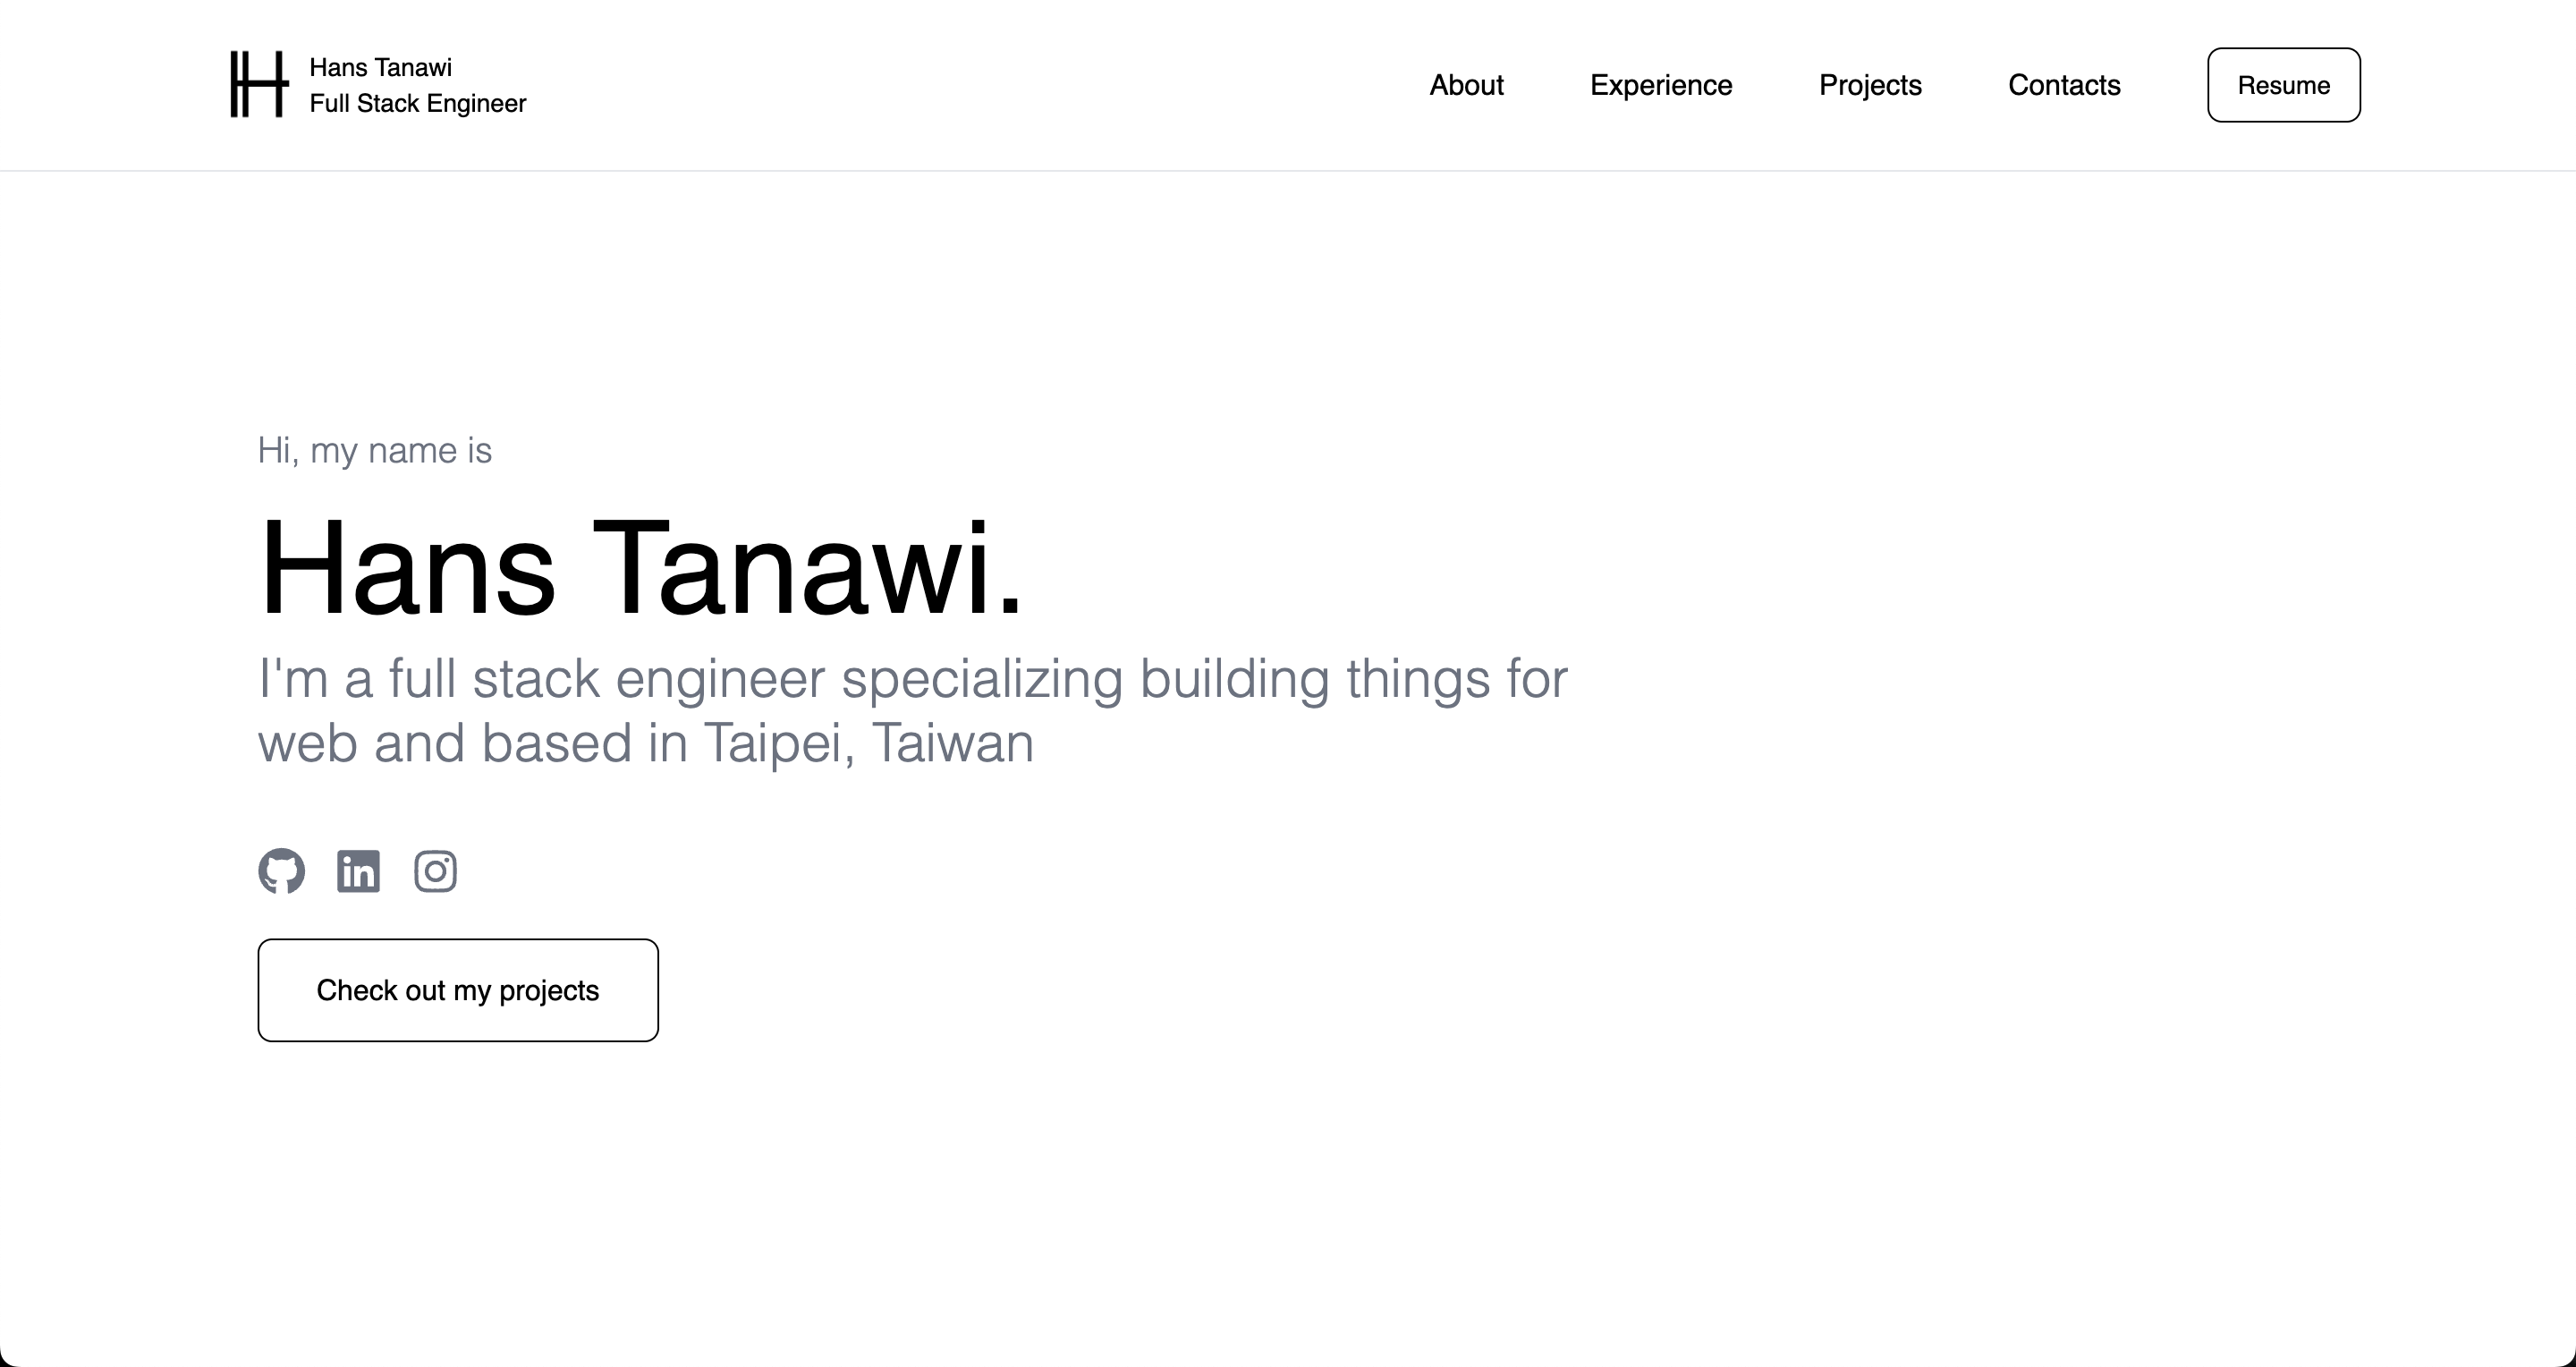 Hans Tanawi
Full Stack Engineer
About
Experience
Projects
Contacts
Resume
Hi, my name is
Hans Tanawi.
I'm a full stack engineer specializing building things for
web and based in Taipei, Taiwan
in
Check out my projects